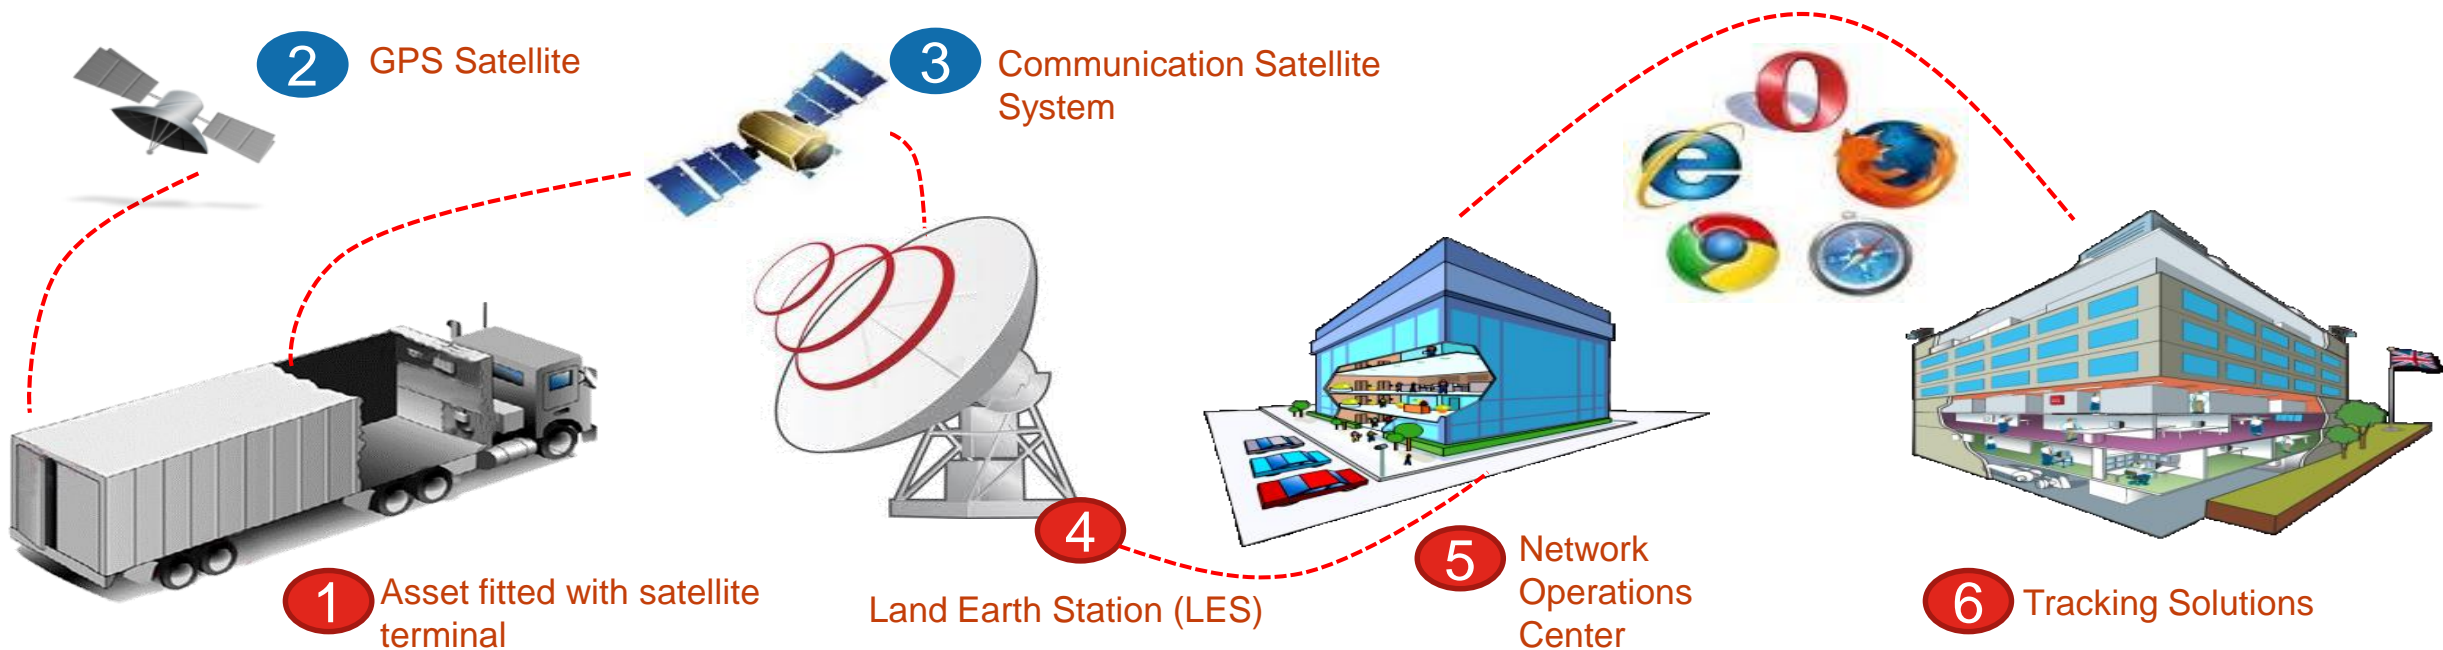 2
GPS Satellite
3
Communication Satellite
System
1
Asset fitted with satellite
terminal
4
Land Earth Station (LES)
5
Network
Operations
Center
6
Tracking Solutions